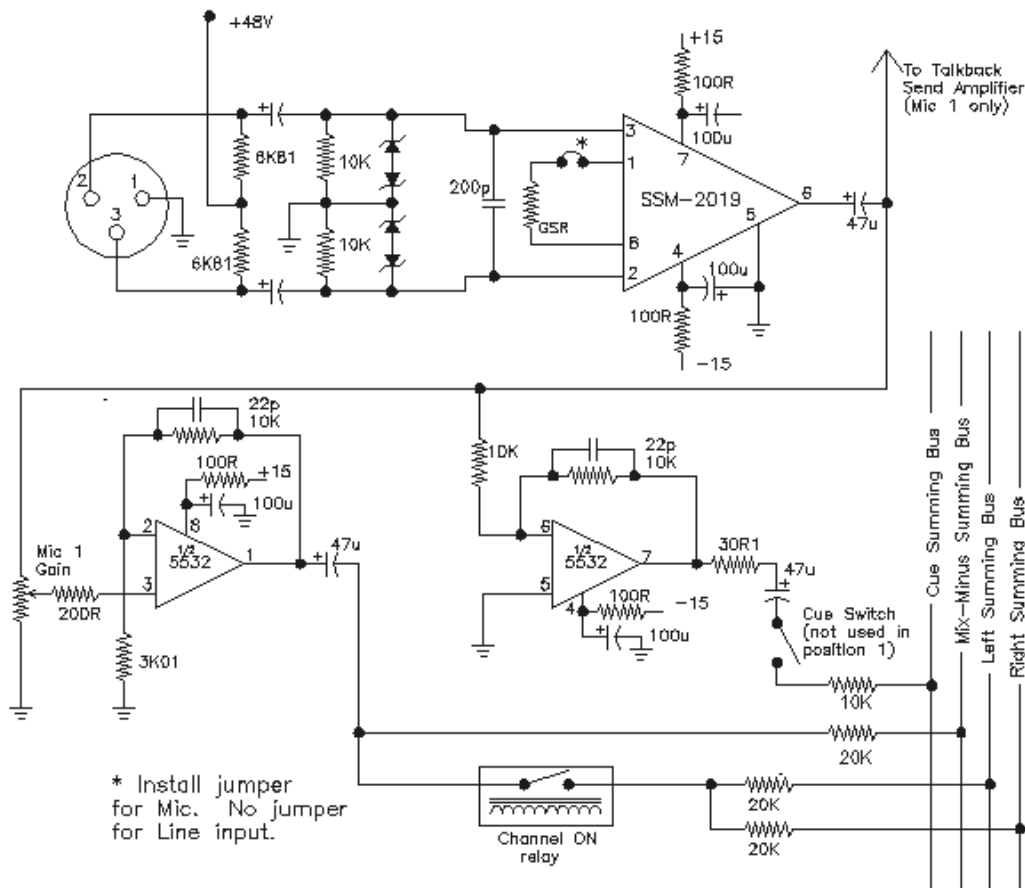 +48V
+15
100R
+
100u
7
To Talkback
Send Amplifier
(Mic 1 only)
2
1
3
6K81
6K81
+
+
10K
10K
200p
*
GSR
3
1
8
2
SSM-2019
6
5
4
+
47u
100u
+
100R
-15
22p
10K
100R
+15
+
100u
8
2
3
1/2
5532
1
+
47u
Mic 1
Gain
200R
3K01
10K
22p
10K
6
5
1/2
5532
7
4
100R
-15
+
100u
30R1
47u
+
Cue Switch
(not used in
position 1)
10K
20K
20K
20K
Cue Summing Bus
Mix-Minus Summing Bus
Left Summing Bus
Right Summing Bus
Channel ON
relay
* Install jumper
for Mic. No jumper
for Line input.